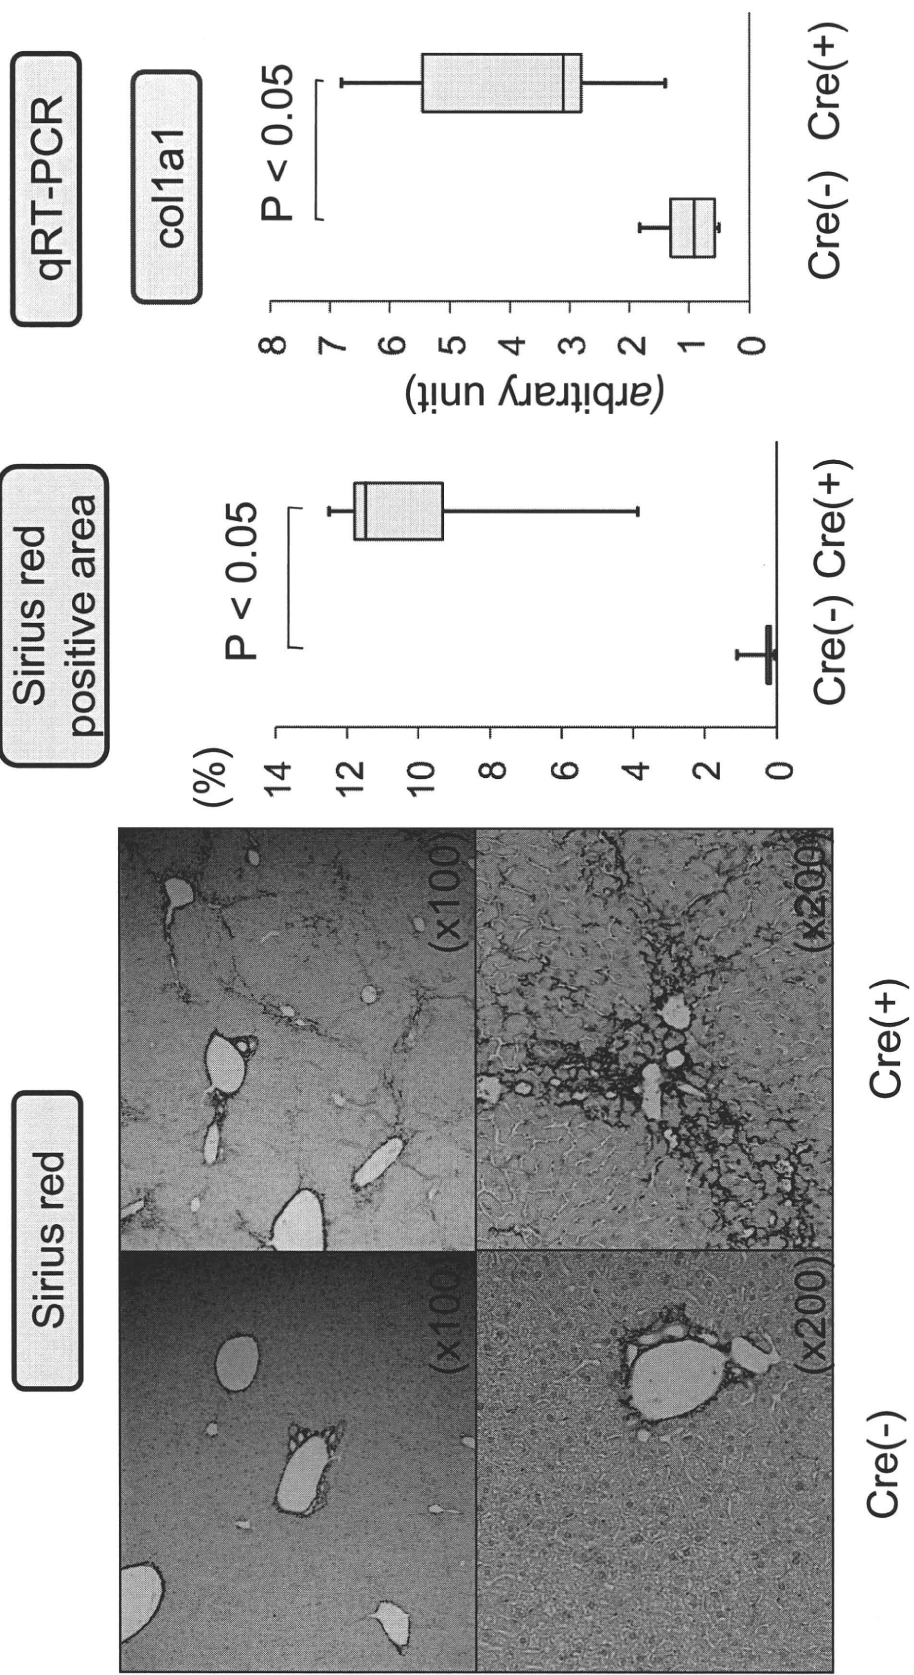 Sirius red
(x100)
(x100)
(x200)
(x200)
Cre(-)
Cre(+)
Sirius red
positive area
(%)
14
12
10
8
6
4
2
0
P < 0.05
Cre(-) Cre(+)
qRT-PCR
col1a1
(arbitrary unit)
8
7
6
5
4
3
2
1
0
P < 0.05
Cre(-) Cre(+)